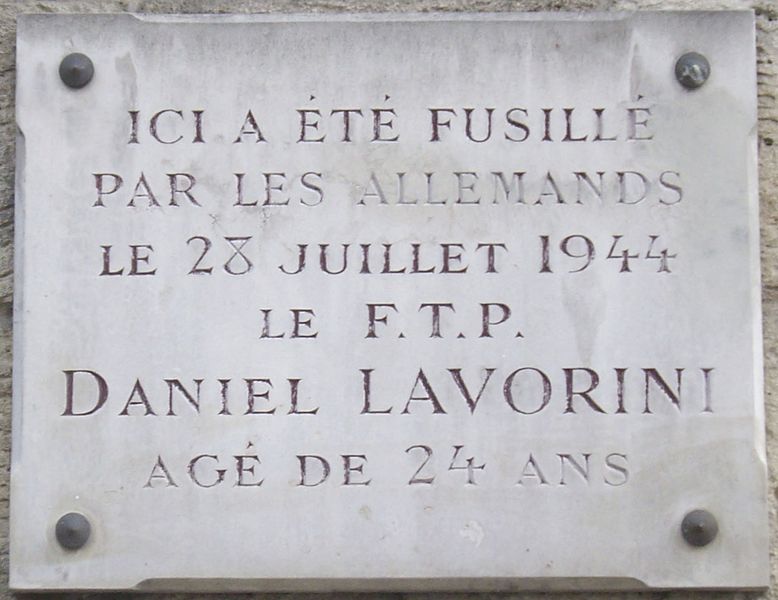 ICI A ÉTÉ FUSILLÉ
PAR LES ALLEMANDS
LE 28 JUILLET 1944
LE F.T.P.
DANIEL LAVORINI
AGÉ DE 24 ANS